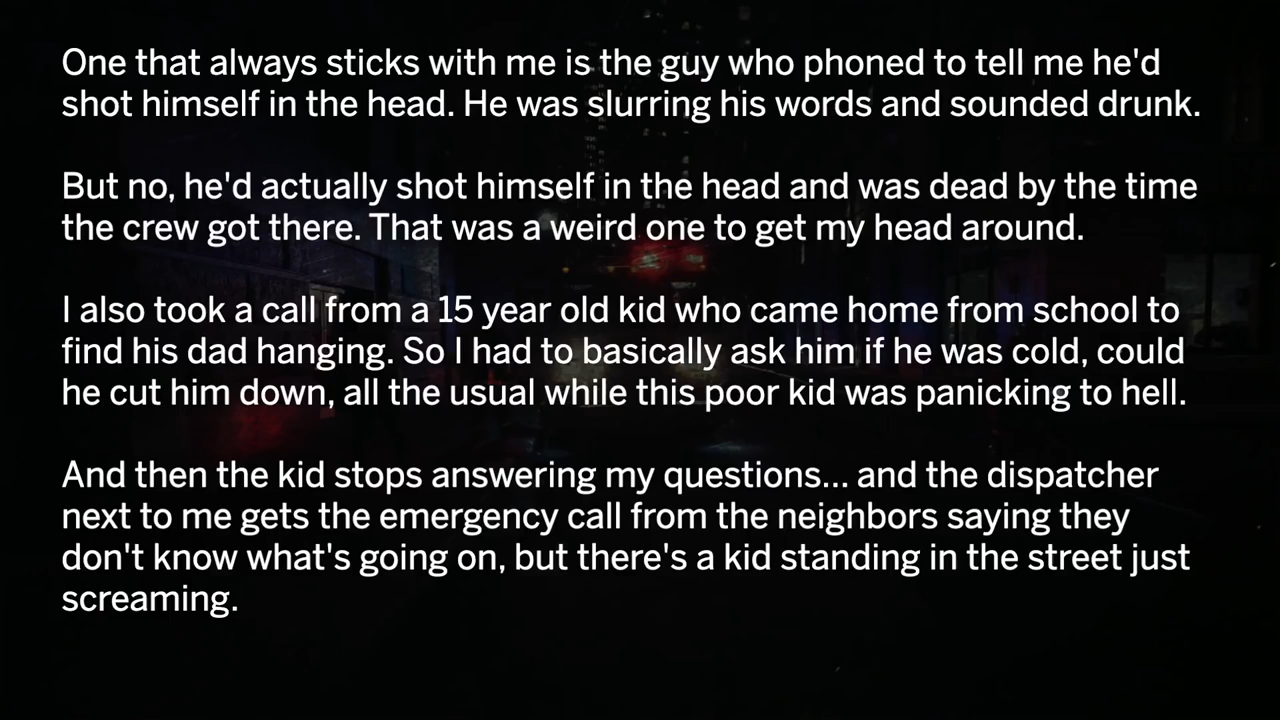 One that always sticks with me is the guy who phoned to tell me he'd
shot himself in the head. He was slurring his words and sounded drunk.
But no, he'd actually shot himself in the head and was dead by the time
the crew got there. That was a weird one to get my head around.
I also took a call from a 15 year old kid who came home from school to
find his dad hanging. So I had to basically ask him if he was cold, could
he cut him down, all the usual while this poor kid was panicking to hell.
And then the kid stops answering my questions... and the dispatcher
next to me gets the emergency call from the neighbors saying they
don't know what's going on, but there's a kid standing in the street just
screaming.